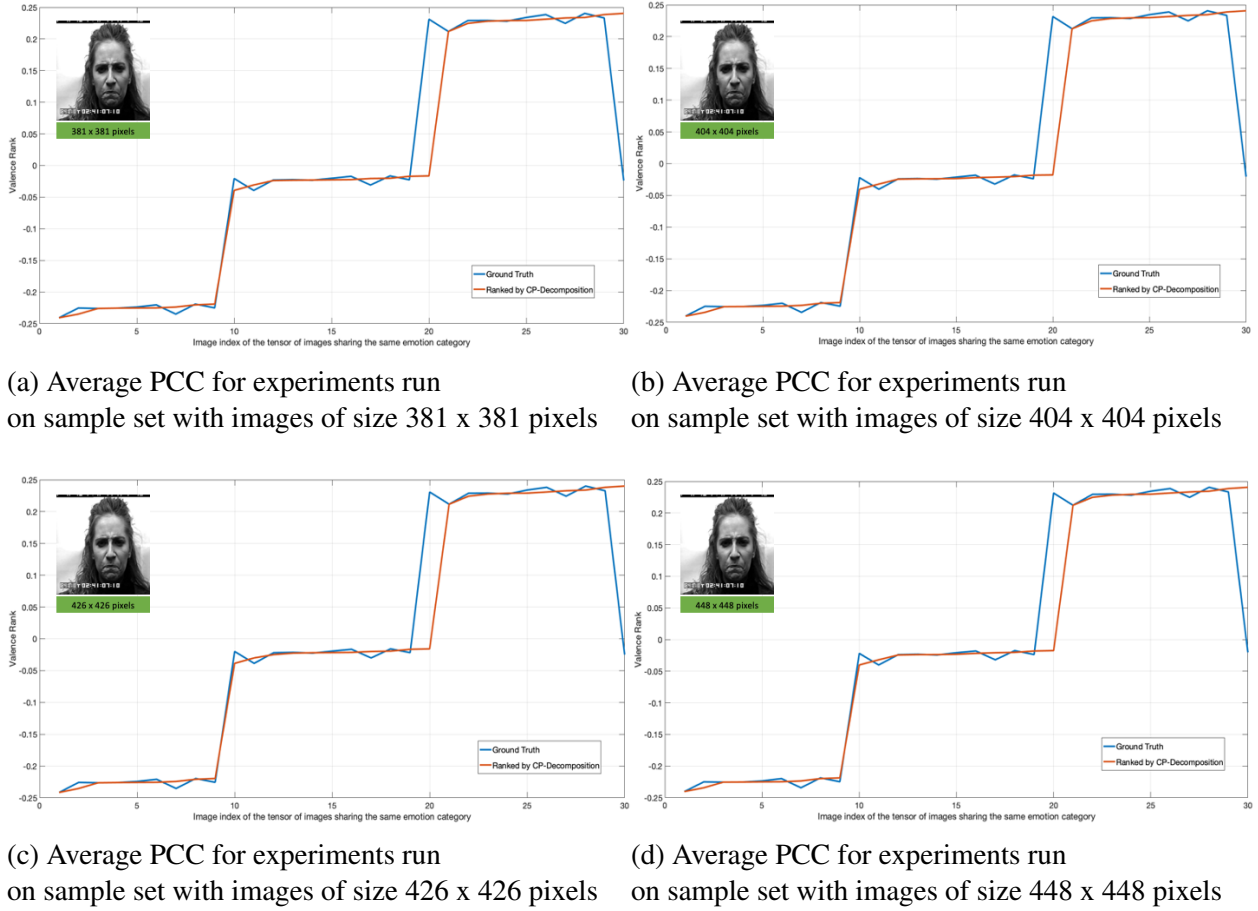 0.25
0.2
0.15
0.1
0.05
0
-0.05
-0.1
-0.15
-0.2
-0.25
Valence Rank
381 x 381 pixels
Ground Truth
Ranked by CP-Decomposition
0 5 10 15 20 25 30
Image index of the tensor of images sharing the same emotion category
(a) Average PCC for experiments run
on sample set with images of size 381 x 381 pixels
0.25
0.2
0.15
0.1
0.05
0
-0.05
-0.1
-0.15
-0.2
-0.25
Valence Rank
404 x 404 pixels
Ground Truth
Ranked by CP-Decomposition
0 5 10 15 20 25 30
Image index of the tensor of images sharing the same emotion category
(b) Average PCC for experiments run
on sample set with images of size 404 x 404 pixels
0.25
0.2
0.15
0.1
0.05
0
-0.05
-0.1
-0.15
-0.2
-0.25
Valence Rank
426 x 426 pixels
Ground Truth
Ranked by CP-Decomposition
0 5 10 15 20 25 30
Image index of the tensor of images sharing the same emotion category
(c) Average PCC for experiments run
on sample set with images of size 426 x 426 pixels
0.25
0.2
0.15
0.1
0.05
0
-0.05
-0.1
-0.15
-0.2
-0.25
Valence Rank
448 x 448 pixels
Ground Truth
Ranked by CP-Decomposition
0 5 10 15 20 25 30
Image index of the tensor of images sharing the same emotion category
(d) Average PCC for experiments run
on sample set with images of size 448 x 448 pixels